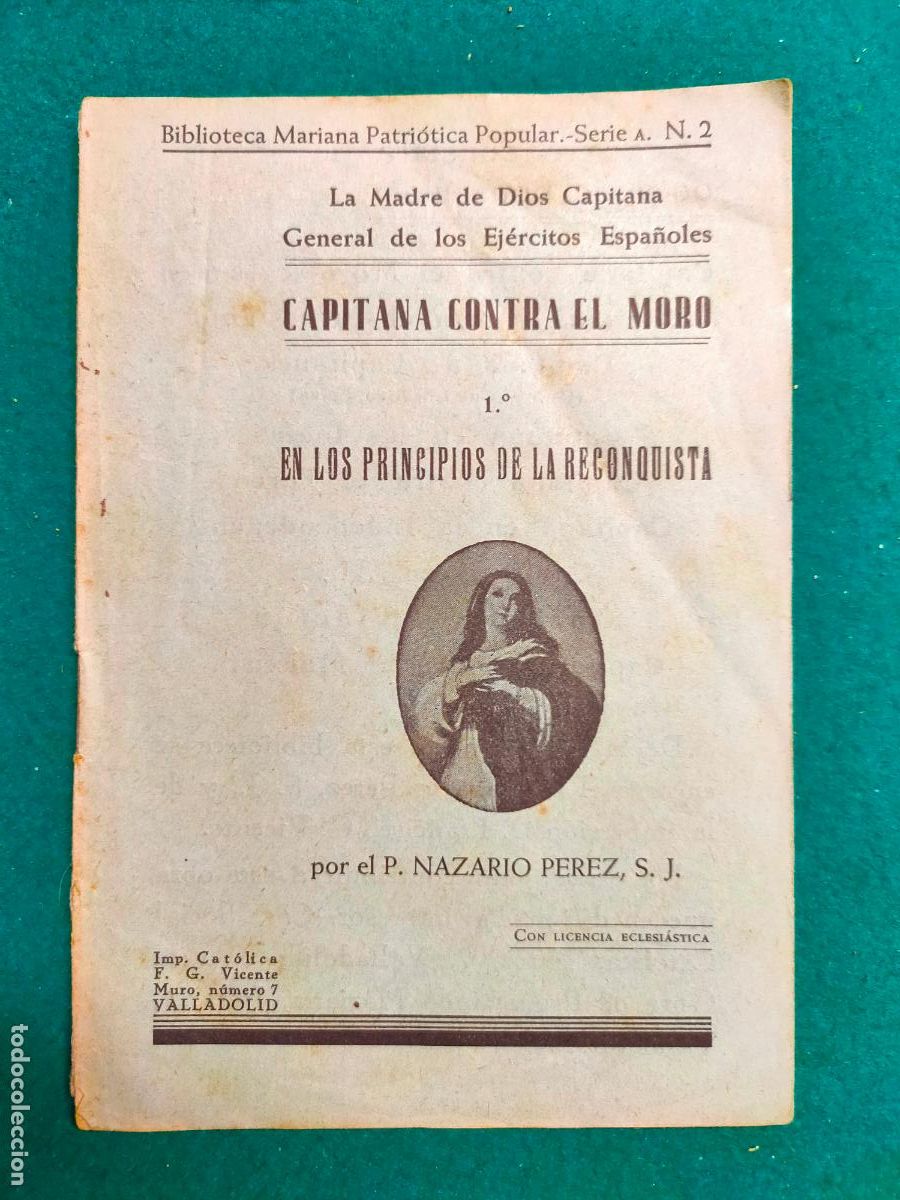 Biblioteca Mariana Patriótica Popular.-Serie A. N. 2
La Madre de Dios Capitana
General de los Ejércitos Españoles
CAPITANA CONTRA EL MORO
1.º
EN LOS PRINCIPIOS DE LA RECONQUISTA
por el P. NAZARIO PEREZ, S. J.
CON LICENCIA ECLESIÁSTICA
Imp. Católica
F. G. Vicente
Muro, número 7
VALLADOLID
todocoleccion